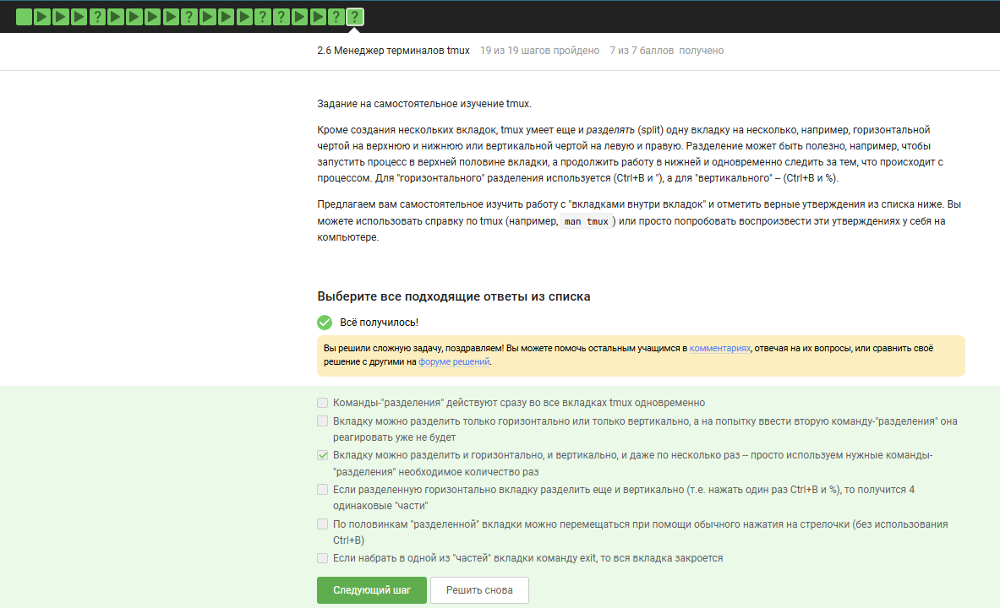 2.6 Менеджер терминалов tmux 19 из 19 шагов пройдено 7 из 7 баллов получено
Задание на самостоятельное изучение tmux.
Кроме создания нескольких вкладок, tmux умеет еще и разделять (split) одну вкладку на несколько, например, горизонтальной
чертой на верхнюю и нижнюю или вертикальной чертой на левую и правую. Разделение может быть полезно, например, чтобы
запустить процесс в верхней половине вкладки, а продолжить работу в нижней и одновременно следить за тем, что происходит с
процессом. Для "горизонтального" разделения используется (Ctrl+B и "), а для "вертикального" -- (Ctrl+B и %).
Предлагаем вам самостоятельное изучить работу с "вкладками внутри вкладок" и отметить верные утверждения из списка ниже. Вы
можете использовать справку по tmux (например, man tmux ) или просто попробовать воспроизвести эти утверждениях у себя на
компьютере.
Выберите все подходящие ответы из списка
Всё получилось!
Вы решили сложную задачу, поздравляем! Вы можете помочь остальным учащимся в комментариях, отвечая на их вопросы, или сравнить своё
решение с другими на форуме решений.
Команды-"разделения" действуют сразу во все вкладках tmux одновременно
Вкладку можно разделить только горизонтально или только вертикально, а на попытку ввести вторую команду-"разделения" она
реагировать уже не будет
Вкладку можно разделить и горизонтально, и вертикально, и даже по несколько раз -- просто используем нужные команды-
"разделения" необходимое количество раз
Если разделенную горизонтально вкладку разделить еще и вертикально (т.е. нажать один раз Ctrl+B и %), то получится 4
одинаковые "части"
По половинкам "разделенной" вкладки можно перемещаться при помощи обычного нажатия на стрелочки (без использования
Ctrl+B)
Если набрать в одной из "частей" вкладки команду exit, то вся вкладка закроется
Следующий шаг Решить снова